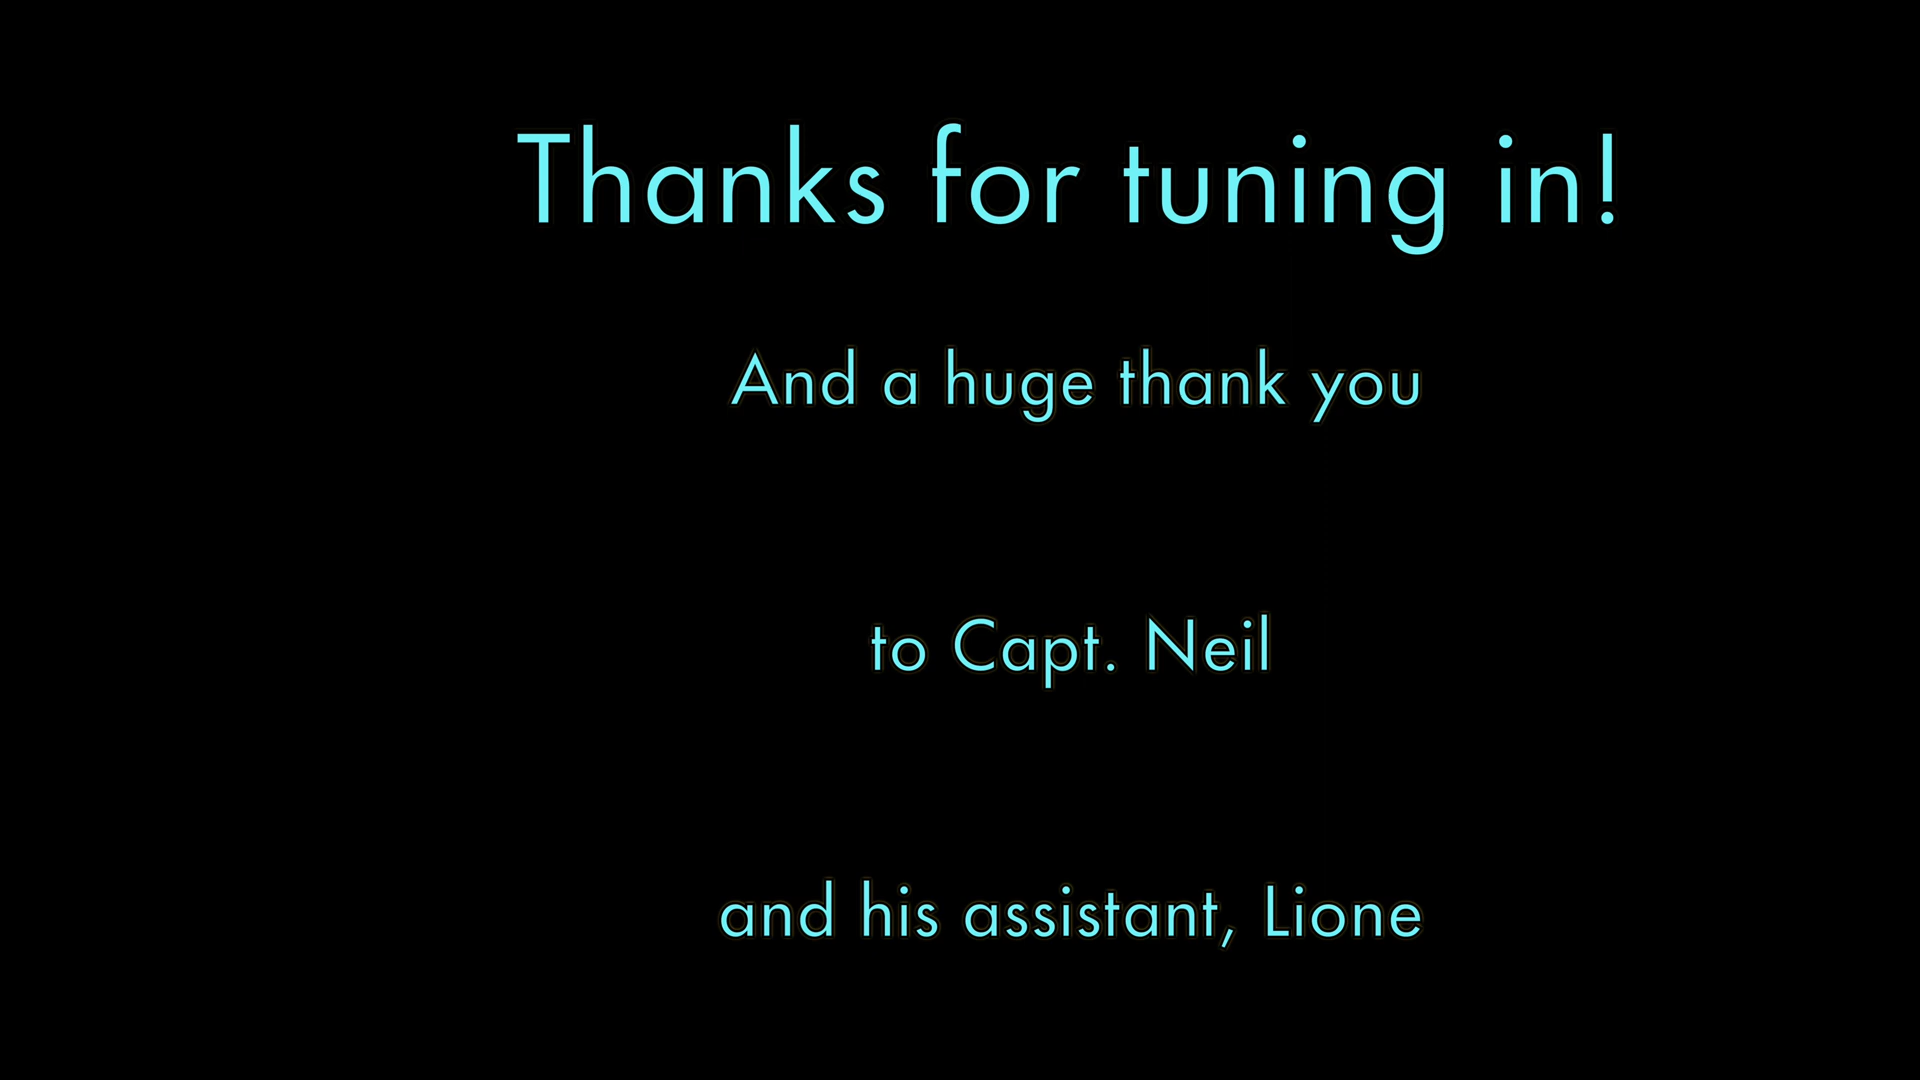 Thanks for tuning in!
And a huge thank you
to Capt. Neil
and his assistant, Lione